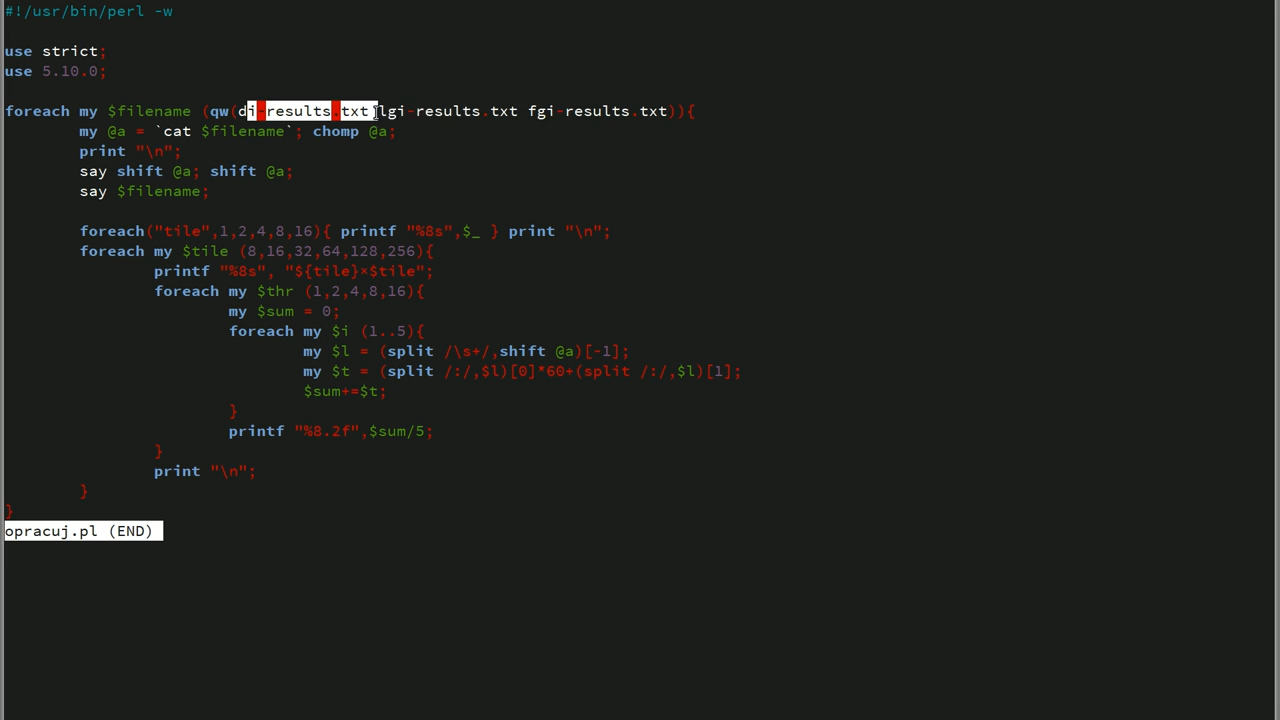 #!/usr/bin/perl -w
use strict;
use 5.10.0;
foreach my $filename (qw(di-results.txt lgi-results.txt fgi-results.txt)){
my @a = `cat $filename`; chomp @a;
print "\n";
say shift @a; shift @a;
say $filename;
foreach("tile",1,2,4,8,16){ printf "%8s",$_ } print "\n";
foreach my $tile (8,16,32,64,128,256){
printf "%8s", "${tile}×$tile";
foreach my $thr (1,2,4,8,16){
my $sum = 0;
foreach my $i (1..5){
my $l = (split /\s+/,shift @a)[-1];
my $t = (split /:/,$l)[0]*60+(split /:/,$l)[1];
$sum+=$t;
}
printf "%8.2f",$sum/5;
}
print "\n";
}
}
opracuj.pl (END)